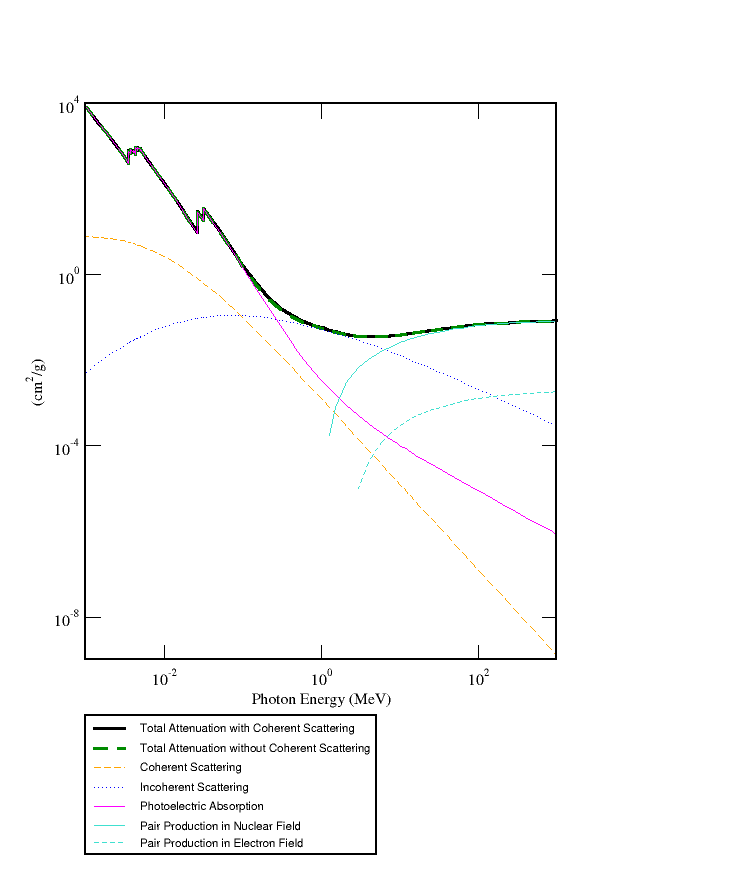 10^4
10^0
(cm^2/g)
10^-4
10^-8
10^-2 10^0 10^2
Photon Energy (MeV)
Total Attenuation with Coherent Scattering
Total Attenuation without Coherent Scattering
Coherent Scattering
Incoherent Scattering
Photoelectric Absorption
Pair Production in Nuclear Field
Pair Production in Electron Field